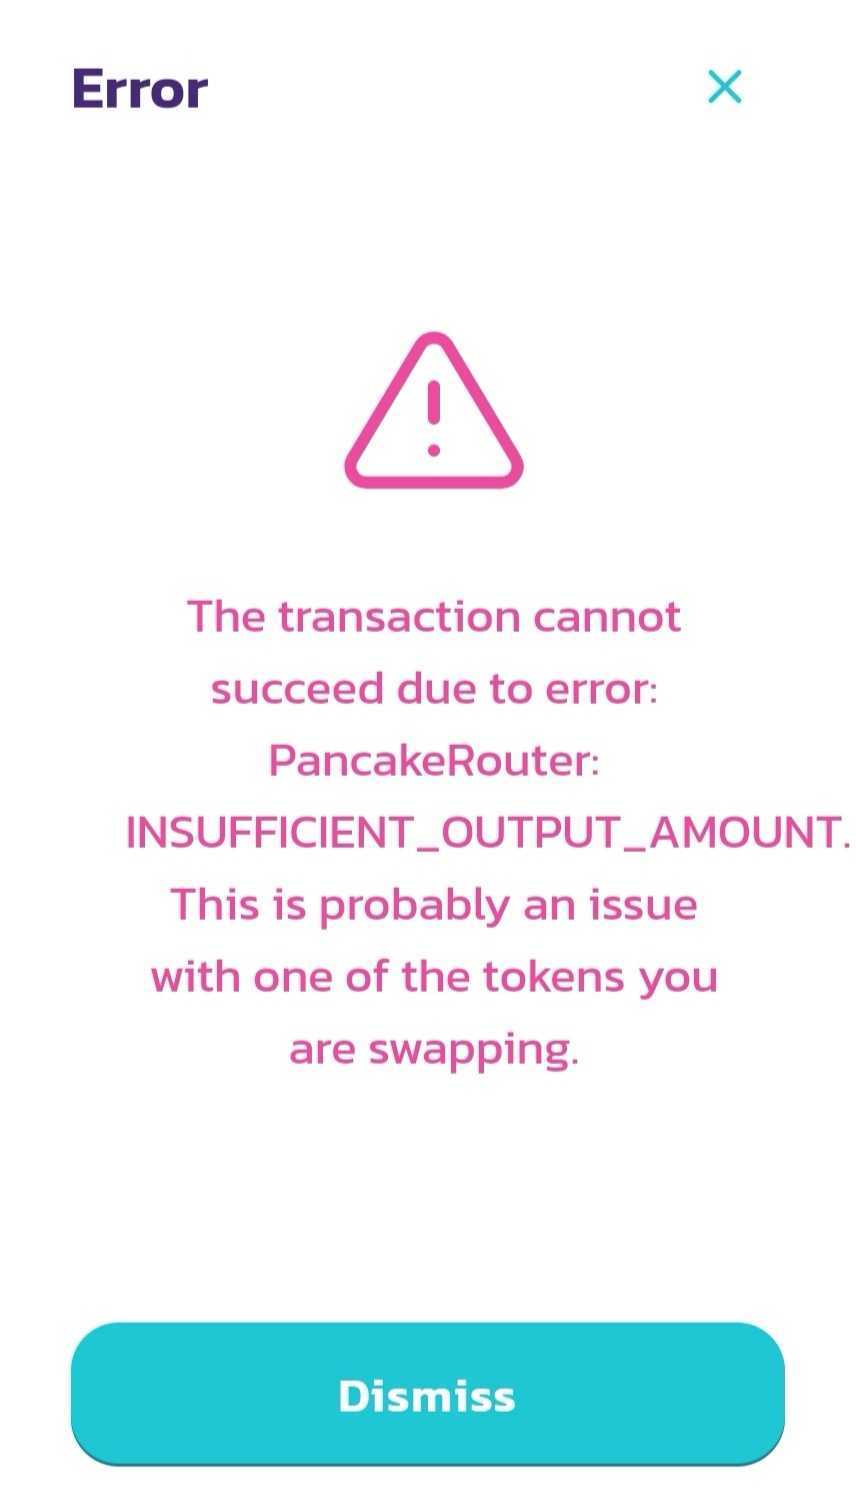 Error
The transaction cannot
succeed due to error:
PancakeRouter:
INSUFFICIENT_OUTPUT_AMOUNT.
This is probably an issue
with one of the tokens you
are swapping.
Dismiss